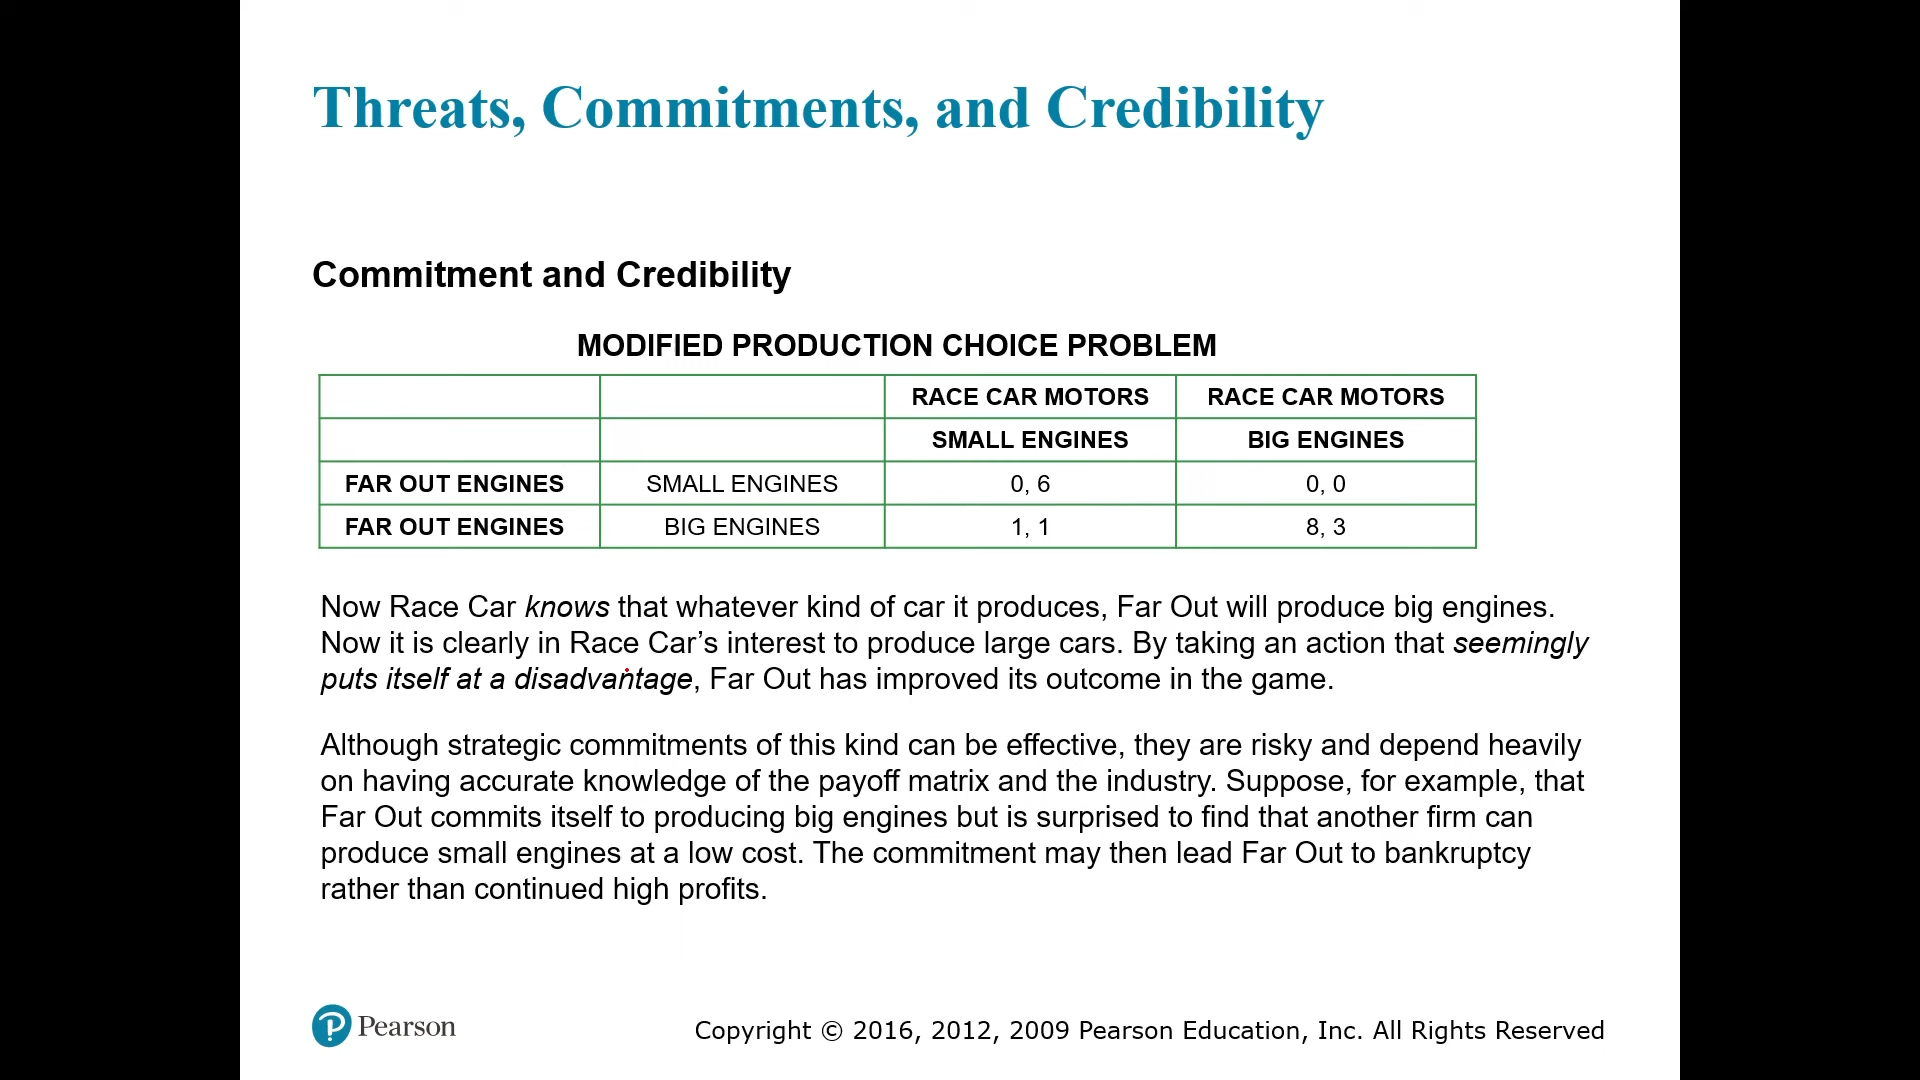 Threats, Commitments, and Credibility
Commitment and Credibility
MODIFIED PRODUCTION CHOICE PROBLEM
RACE CAR MOTORS RACE CAR MOTORS
SMALL ENGINES BIG ENGINES
FAR OUT ENGINES SMALL ENGINES 0, 6 0, 0
FAR OUT ENGINES BIG ENGINES 1, 1 8, 3
Now Race Car knows that whatever kind of car it produces, Far Out will produce big engines.
Now it is clearly in Race Car’s interest to produce large cars. By taking an action that seemingly
puts itself at a disadvantage, Far Out has improved its outcome in the game.
Although strategic commitments of this kind can be effective, they are risky and depend heavily
on having accurate knowledge of the payoff matrix and the industry. Suppose, for example, that
Far Out commits itself to producing big engines but is surprised to find that another firm can
produce small engines at a low cost. The commitment may then lead Far Out to bankruptcy
rather than continued high profits.
Pearson
Copyright © 2016, 2012, 2009 Pearson Education, Inc. All Rights Reserved